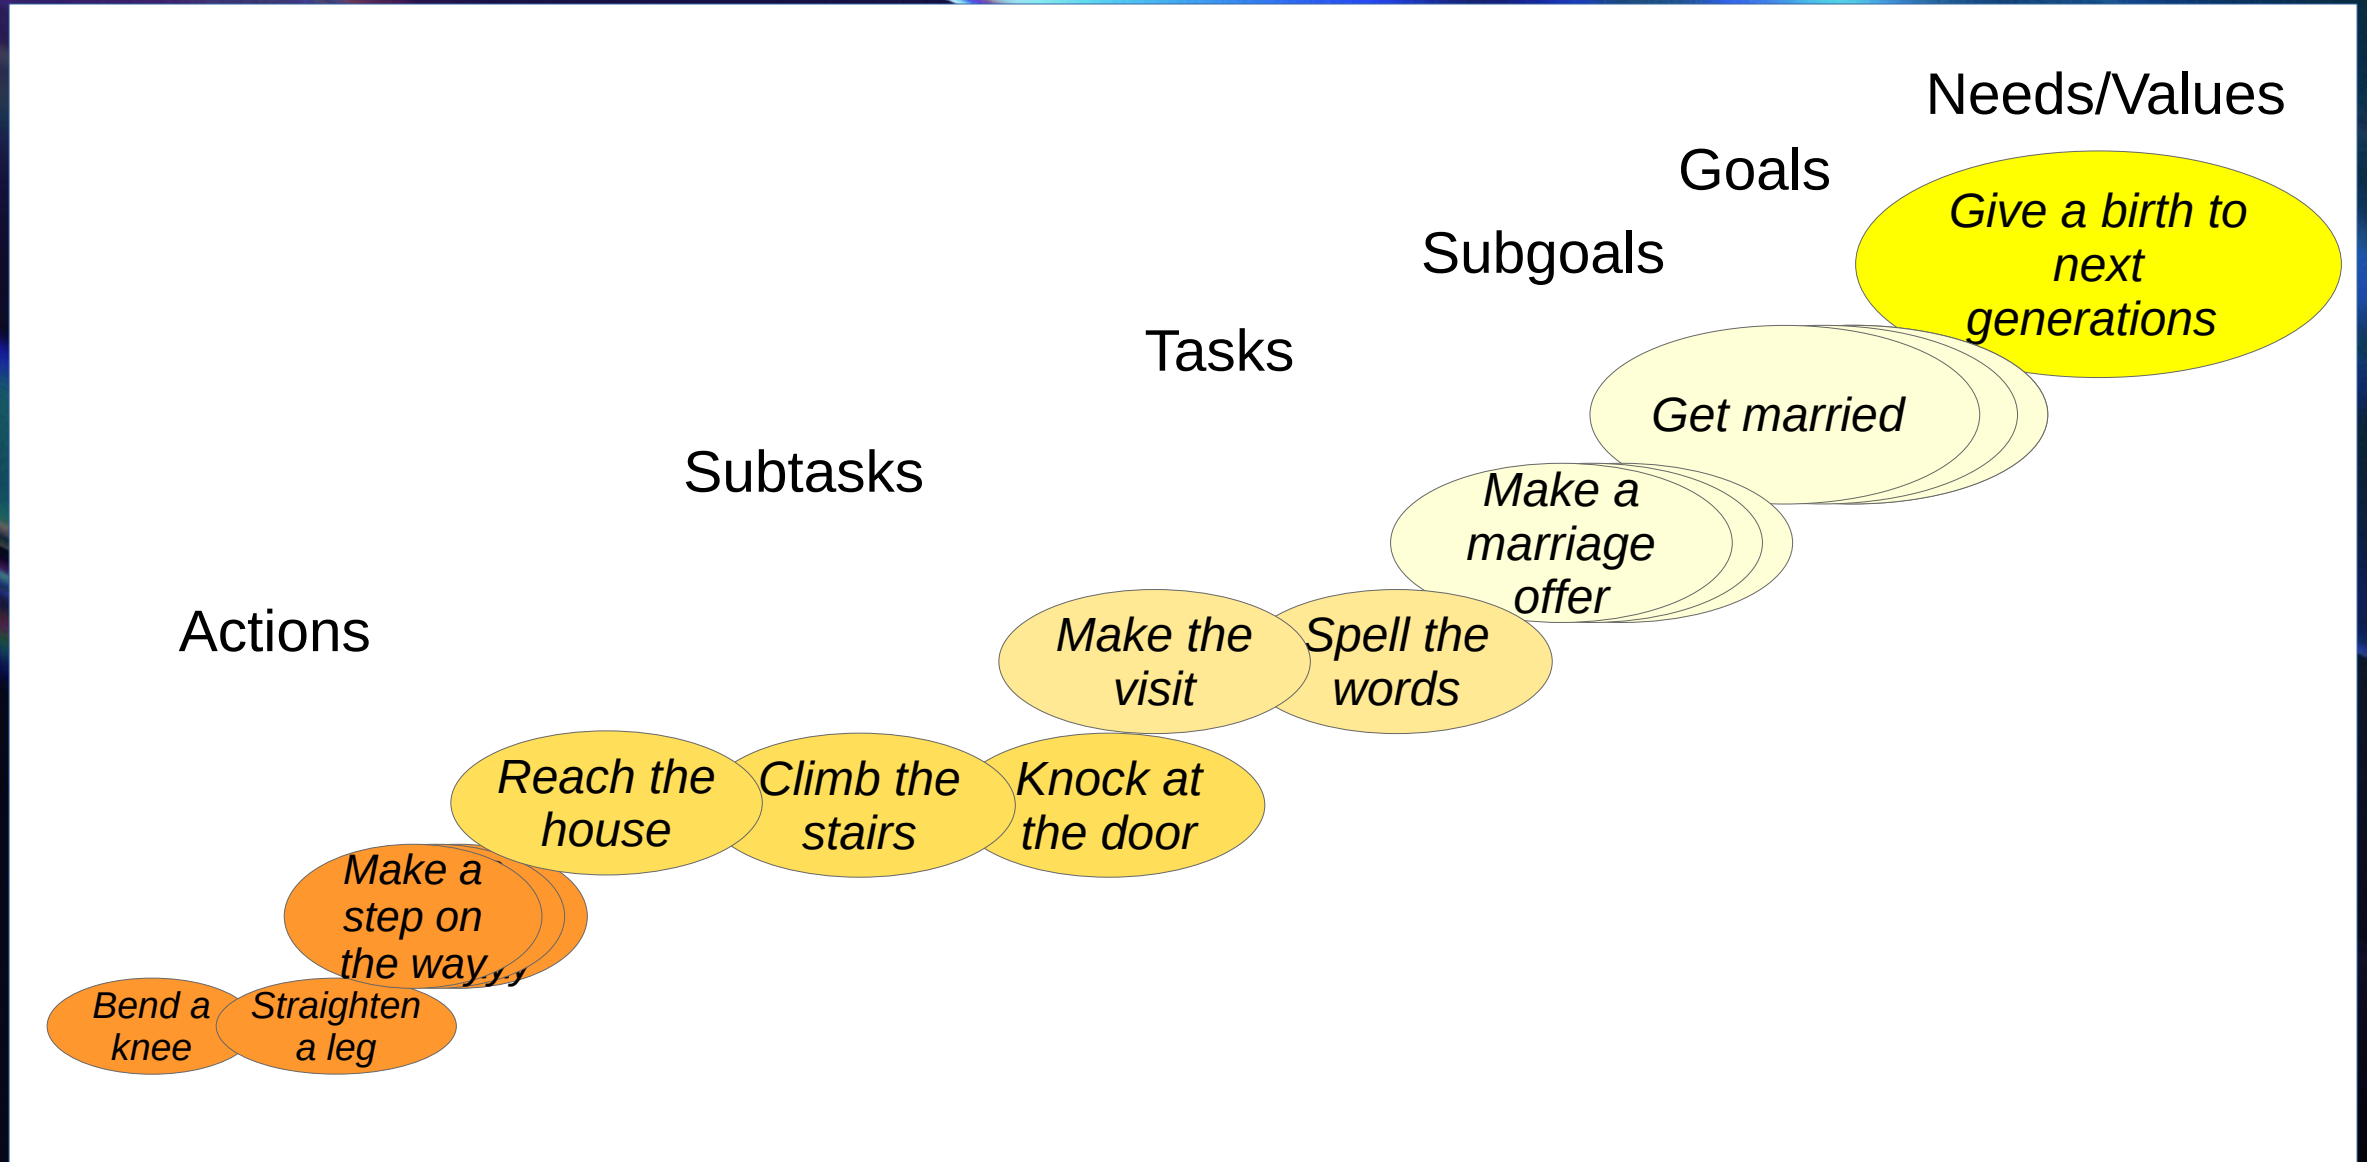 Needs/Values
Goals
Give a birth to
next
generations
Subgoals
Tasks
Get married
Subtasks
Make a
marriage
offer
Actions
Make the
visit
Spell the
words
Reach the
house
Climb the
stairs
Knock at
the door
Make a
step on
the wayyy
Bend a
knee
Straighten
a leg